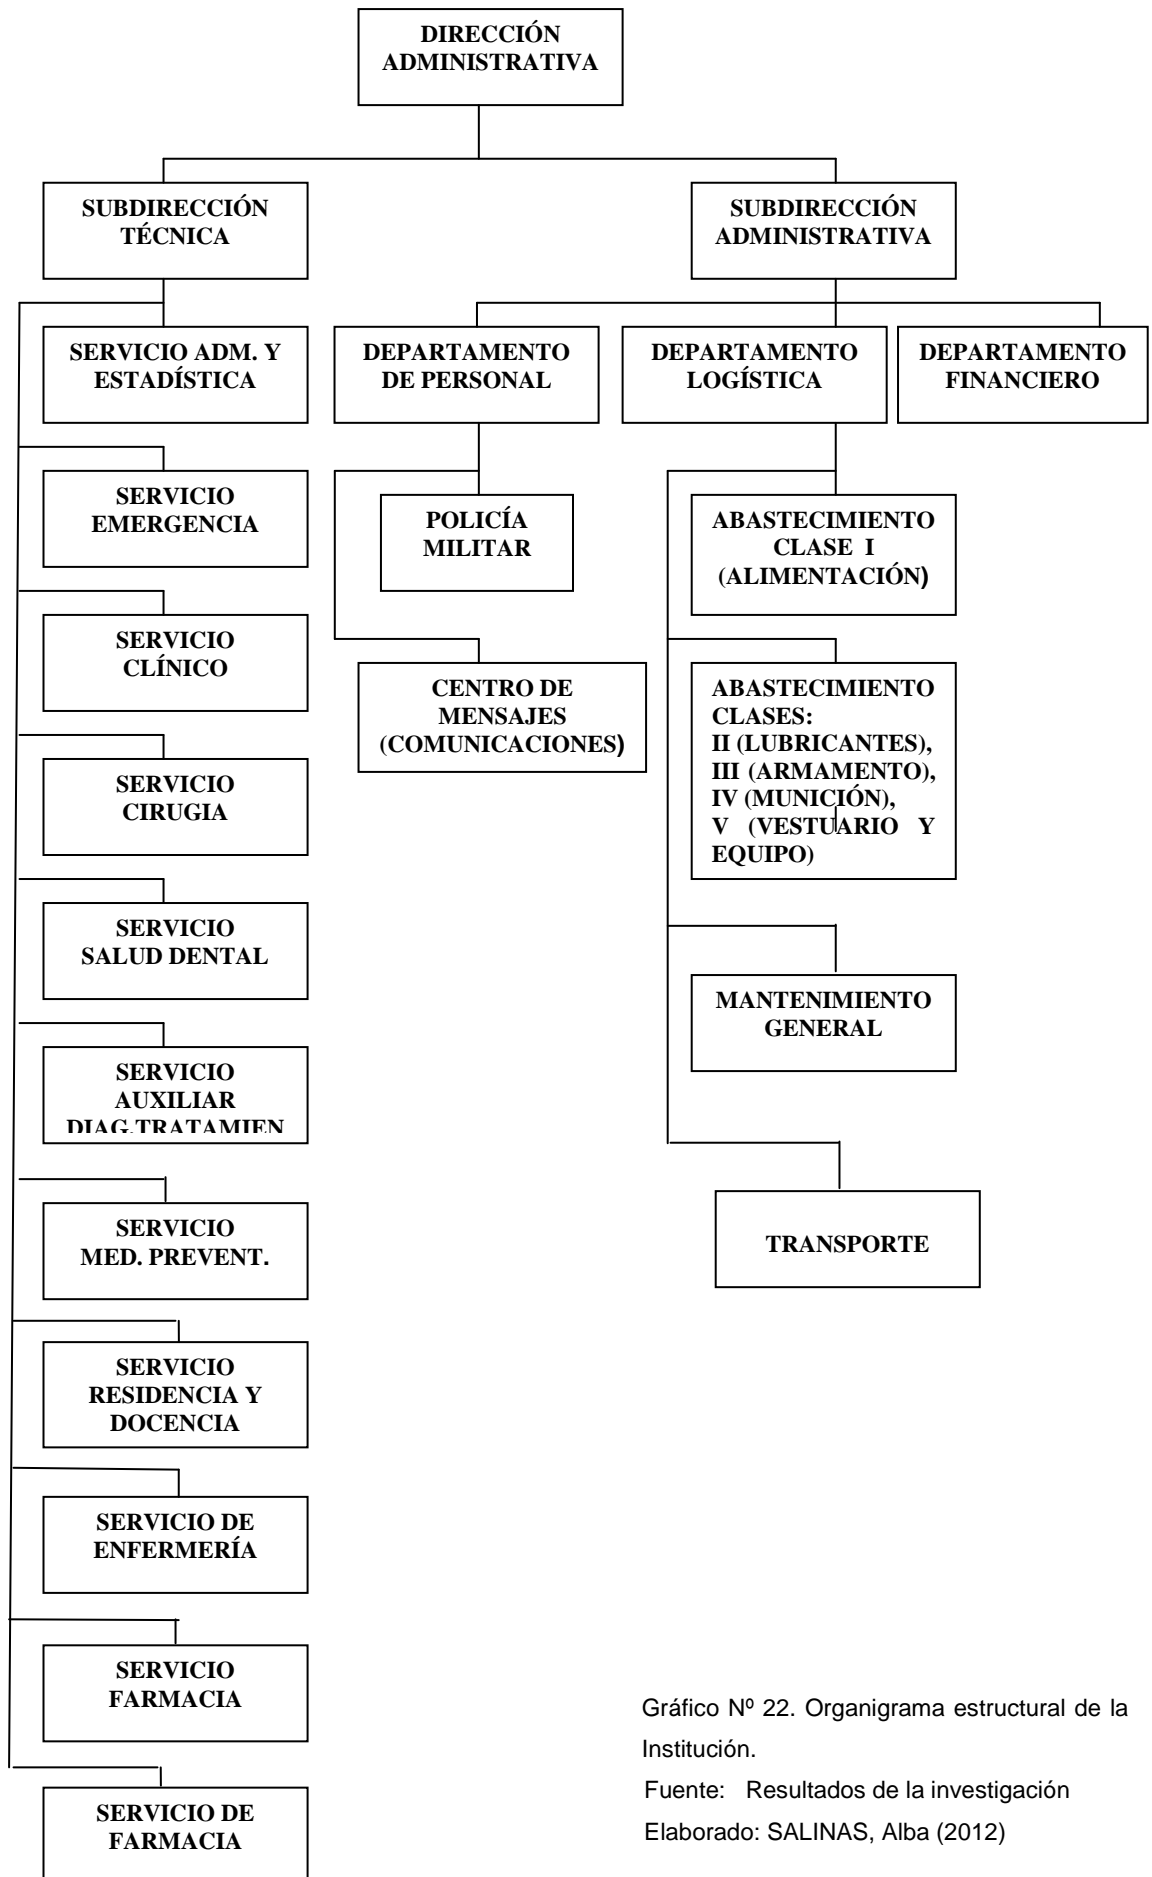 DIRECCIÓN
ADMINISTRATIVA
SUBDIRECCIÓN
TÉCNICA
SUBDIRECCIÓN
ADMINISTRATIVA
SERVICIO ADM. Y
ESTADÍSTICA
DEPARTAMENTO
DE PERSONAL
DEPARTAMENTO
LOGÍSTICA
DEPARTAMENTO
FINANCIERO
SERVICIO
EMERGENCIA
POLICÍA
MILITAR
ABASTECIMIENTO
CLASE I
(ALIMENTACIÓN)
SERVICIO
CLÍNICO
CENTRO DE
MENSAJES
(COMUNICACIONES)
ABASTECIMIENTO
CLASES:
II (LUBRICANTES),
III (ARMAMENTO),
IV (MUNICIÓN),
V (VESTUARIO Y
EQUIPO)
SERVICIO
CIRUGIA
SERVICIO
SALUD DENTAL
MANTENIMIENTO
GENERAL
SERVICIO
AUXILIAR
DIAG.TRATAMIEN
SERVICIO
MED. PREVENT.
TRANSPORTE
SERVICIO
RESIDENCIA Y
DOCENCIA
SERVICIO DE
ENFERMERÍA
SERVICIO
FARMACIA
SERVICIO DE
FARMACIA
Gráfico Nº 22. Organigrama estructural de la
Institución.
Fuente: Resultados de la investigación
Elaborado: SALINAS, Alba (2012)